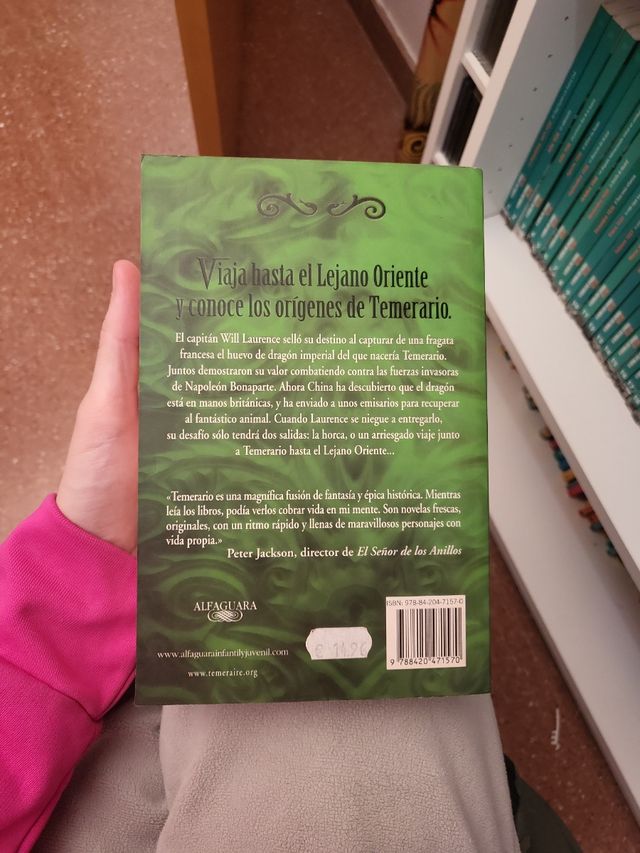 Viaja hasta el Lejano Oriente
y conoce los orígenes de Temerario.
El capitán Will Laurence selló su destino al capturar de una fragata
francesa el huevo de dragón imperial del que nacería Temerario.
Juntos demostraron su valor combatiendo contra las fuerzas invasoras
de Napoleón Bonaparte. Ahora China ha descubierto que el dragón
está en manos británicas, y ha enviado a unos emisarios para recuperar
al fantástico animal. Cuando Laurence se niegue a entregarlo,
su desafío sólo tendrá dos salidas: la horca, o un arriesgado viaje junto
a Temerario hasta el Lejano Oriente...
«Temerario es una magnífica fusión de fantasía y épica histórica. Mientras
leía los libros, podía verlos cobrar vida en mi mente. Son novelas frescas,
originales, con un ritmo rápido y llenas de maravillosos personajes con
vida propia.»
Peter Jackson, director de El Señor de los Anillos
ALFAGUARA
www.alfaguarainfantilyjuvenil.com
www.temeraire.org
ISBN: 978-84-204-7157-0
9 788420 471570